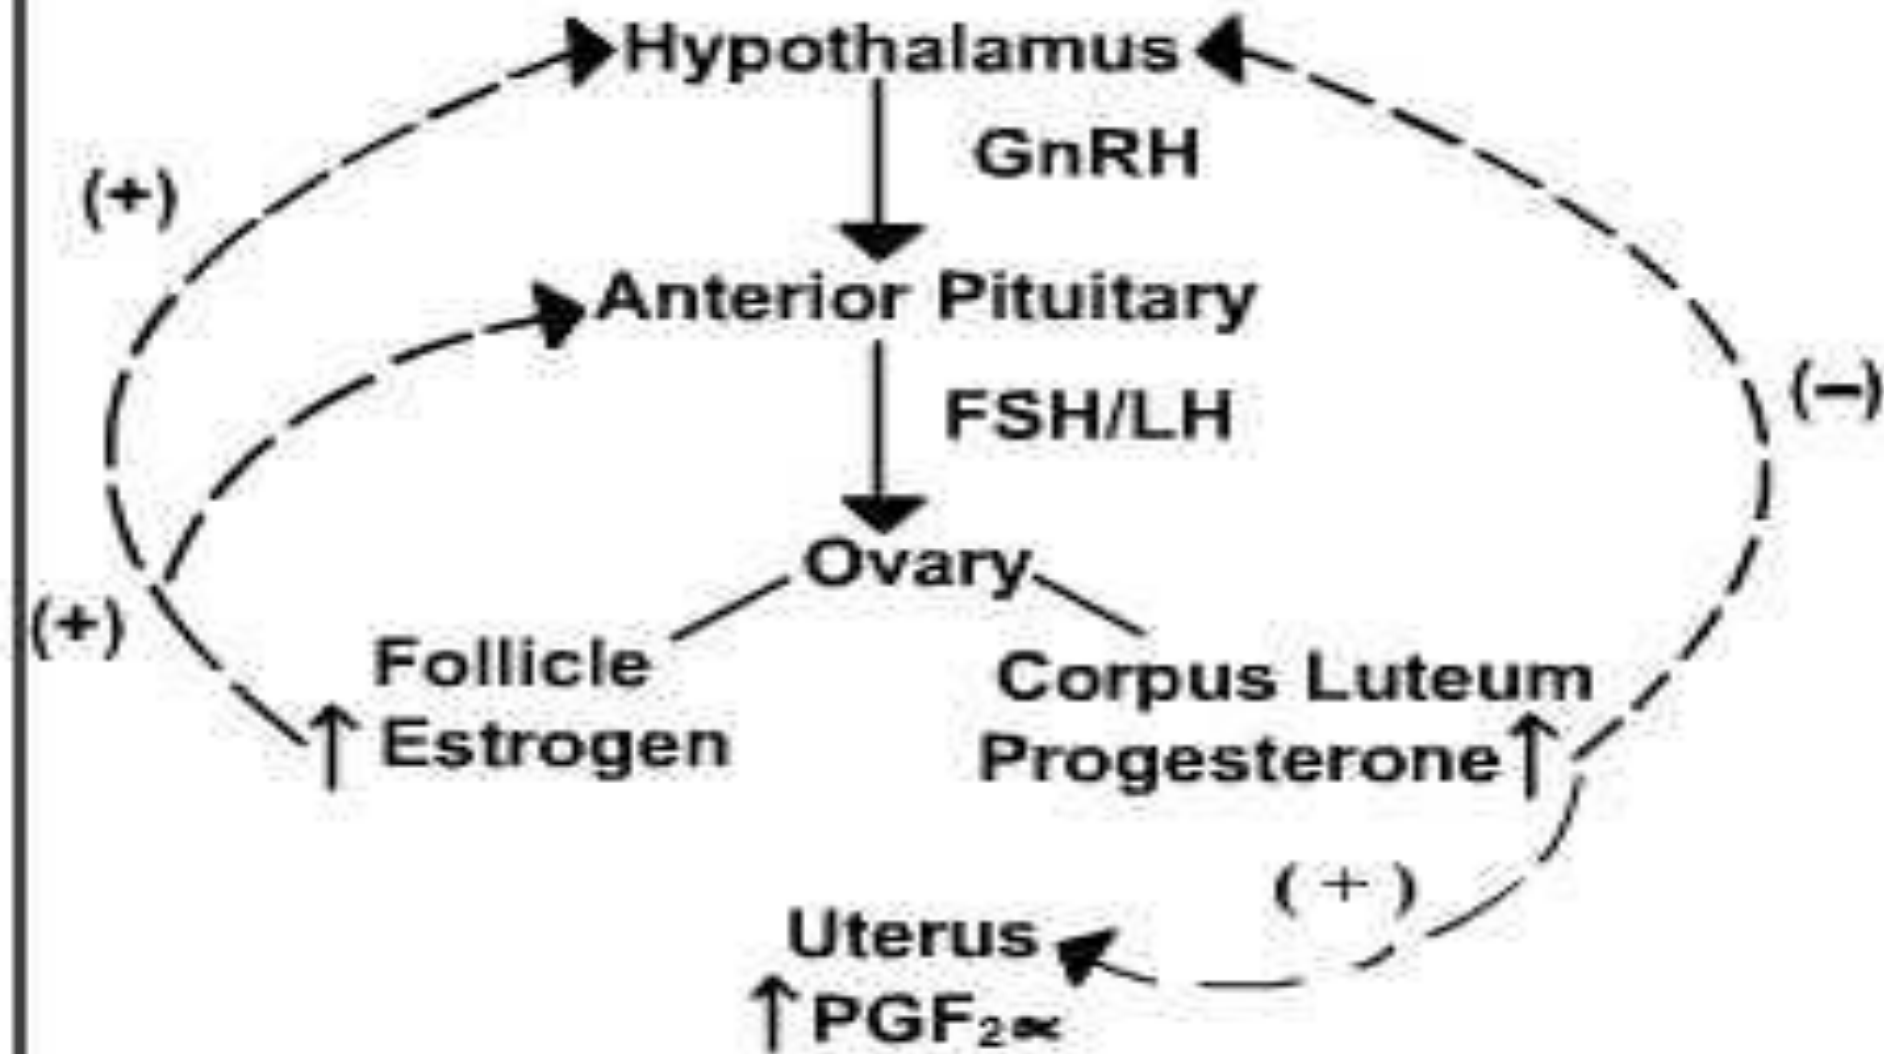 Hypothalamus
GnRH
(+)
Anterior Pituitary
(−)
FSH/LH
Ovary
(+)
Follicle
Corpus Luteum
↑ Estrogen
Progesterone ↑
(+)
Uterus
↑ PGF₂∝